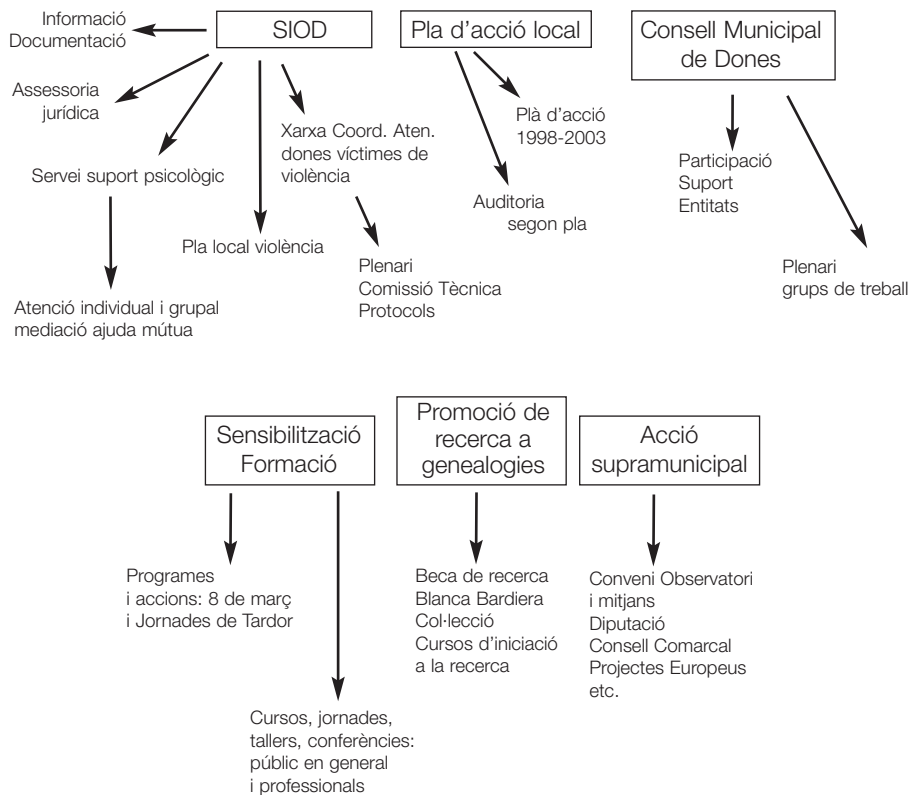 Informació
Documentació
SIOD
Pla d'acció local
Consell Municipal
de Dones
Assessoria
jurídica
Servei suport psicològic
Xarxa Coord. Aten.
dones víctimes de
violència
Plà d'acció
1998-2003
Participació
Suport
Entitats
Auditoria
segon pla
Pla local violència
Plenari
Comissió Tècnica
Protocols
Plenari
grups de treball
Atenció individual i grupal
mediació ajuda mútua
Sensibilització
Formació
Promoció de
recerca a
genealogies
Acció
supramunicipal
Programes
i accions: 8 de març
i Jornades de Tardor
Beca de recerca
Blanca Bardiera
Col·lecció
Cursos d'iniciació
a la recerca
Conveni Observatori
i mitjans
Diputació
Consell Comarcal
Projectes Europeus
etc.
Cursos, jornades,
tallers, conferències:
públic en general
i professionals